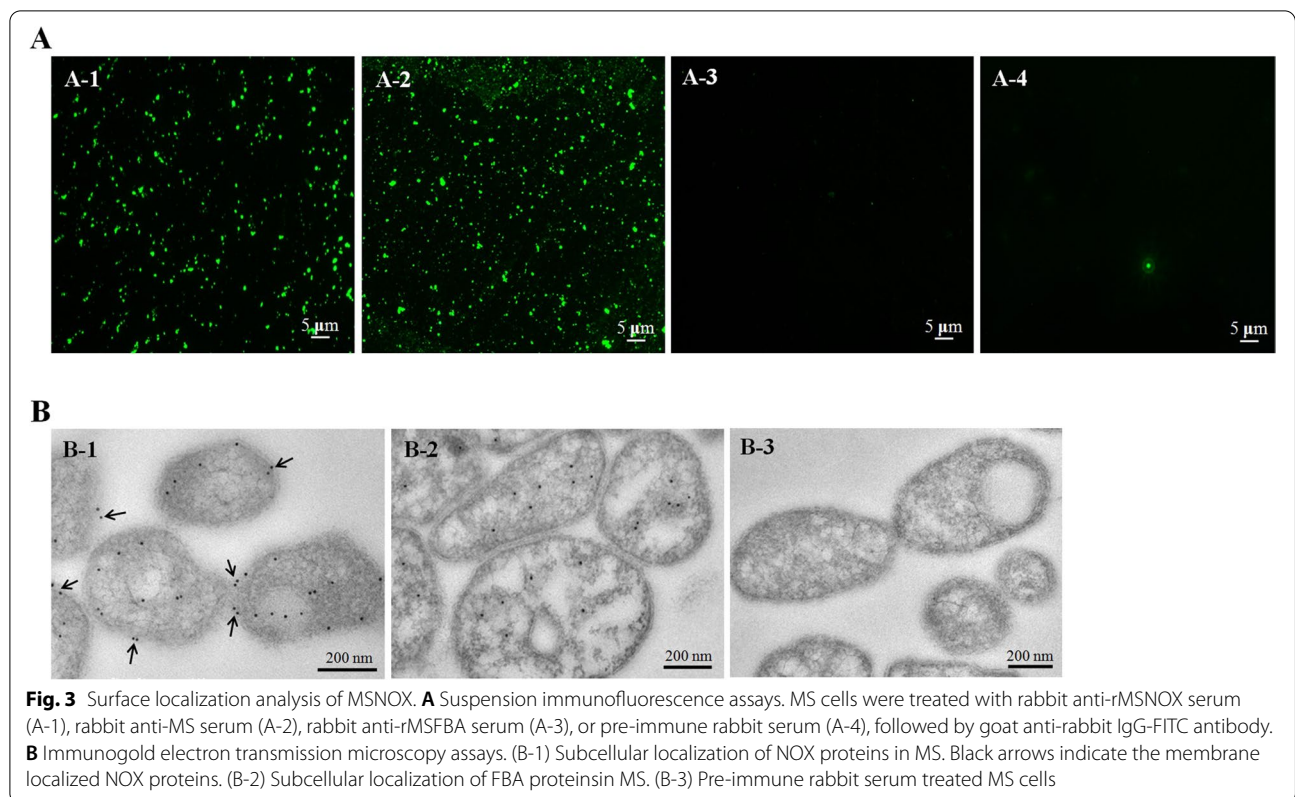 A
A-1
A-2
A-3
A-4
5 μm
5 μm
5 μm
5 μm
B
B-1
B-2
B-3
200 nm
200 nm
200 nm
Fig. 3 Surface localization analysis of MSNOX. A Suspension immunofluorescence assays. MS cells were treated with rabbit anti-rMSNOX serum
(A-1), rabbit anti-MS serum (A-2), rabbit anti-rMSFBA serum (A-3), or pre-immune rabbit serum (A-4), followed by goat anti-rabbit IgG-FITC antibody.
B Immunogold electron transmission microscopy assays. (B-1) Subcellular localization of NOX proteins in MS. Black arrows indicate the membrane
localized NOX proteins. (B-2) Subcellular localization of FBA proteinsin MS. (B-3) Pre-immune rabbit serum treated MS cells